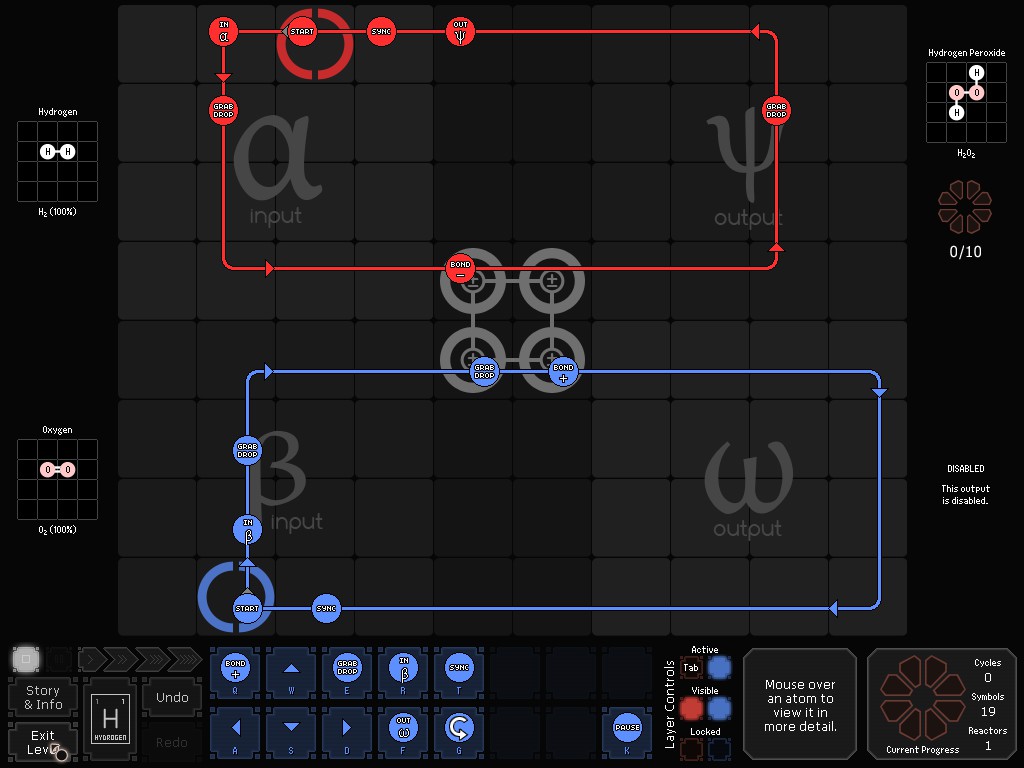 IN
α
START
SYNC
OUT
ψ
Hydrogen Peroxide
H
O O
H
H₂O₂
0/10
Hydrogen
H H
H₂ (100%)
GRAB
DROP
GRAB
DROP
α
input
ψ
output
BOND
−
±
±
+
+
GRAB
DROP
BOND
+
Oxygen
O O
O₂ (100%)
GRAB
DROP
β
input
ω
output
DISABLED
This output
is disabled.
IN
β
START
SYNC
Story
& Info
Exit
Level
1 1
H
HYDROGEN
Undo
Redo
BOND
+
Q
W
GRAB
DROP
E
IN
β
R
SYNC
T
A
S
D
OUT
ω
F
G
PAUSE
K
Layer Controls
Active
Tab
Visible
Locked
Mouse over
an atom to
view it in
more detail.
Current Progress
Cycles
0
Symbols
19
Reactors
1